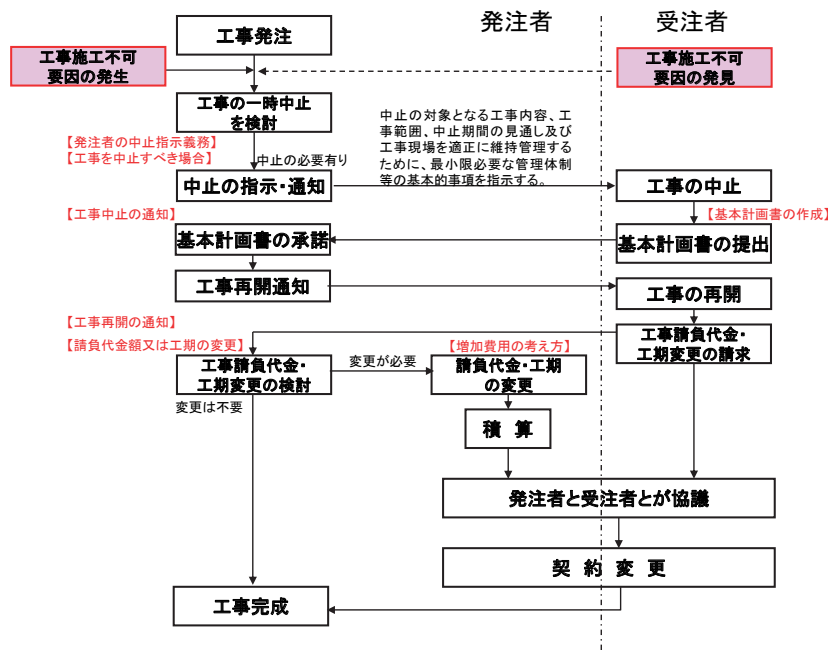 発注者
受注者
工事発注
工事施工不可
要因の発生
工事施工不可
要因の発見
工事の一時中止
を検討
【発注者の中止指示義務】
【工事を中止すべき場合】
中止の必要有り
中止の対象となる工事内容、工
事範囲、中止期間の見通し及び
工事現場を適正に維持管理する
ために、最小限必要な管理体制
等の基本的事項を指示する。
中止の指示・通知
工事の中止
【工事中止の通知】
【基本計画書の作成】
基本計画書の承諾
基本計画書の提出
工事再開通知
工事の再開
【工事再開の通知】
【請負代金額又は工期の変更】
工事請負代金・
工期変更の請求
【増加費用の考え方】
工事請負代金・
工期変更の検討
変更が必要
請負代金・工期
の変更
変更は不要
積 算
発注者と受注者とが協議
契 約 変 更
工事完成